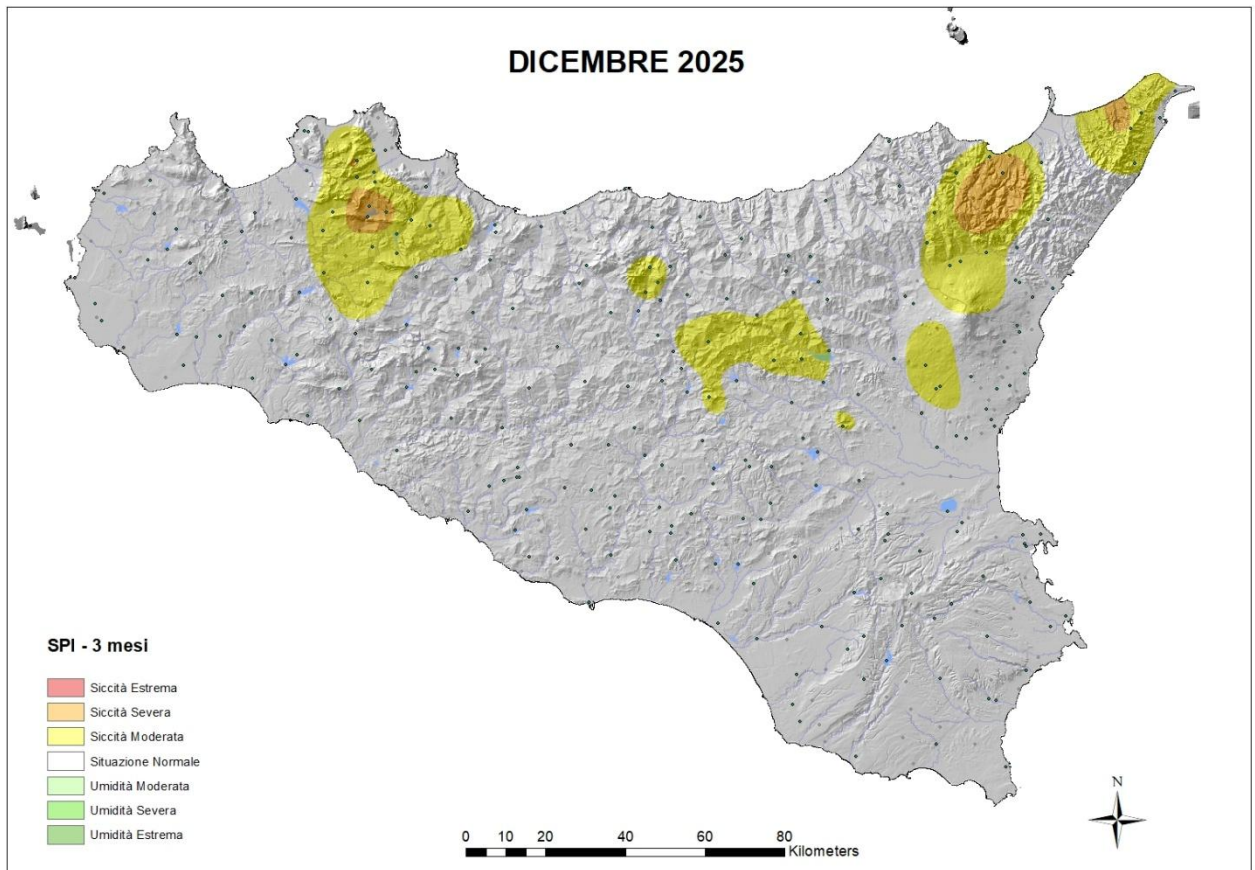 DICEMBRE 2025
SPI - 3 mesi
Siccità Estrema
Siccità Severa
Siccità Moderata
Situazione Normale
Umidità Moderata
Umidità Severa
Umidità Estrema
N
0 10 20 40 60 80
Kilometers